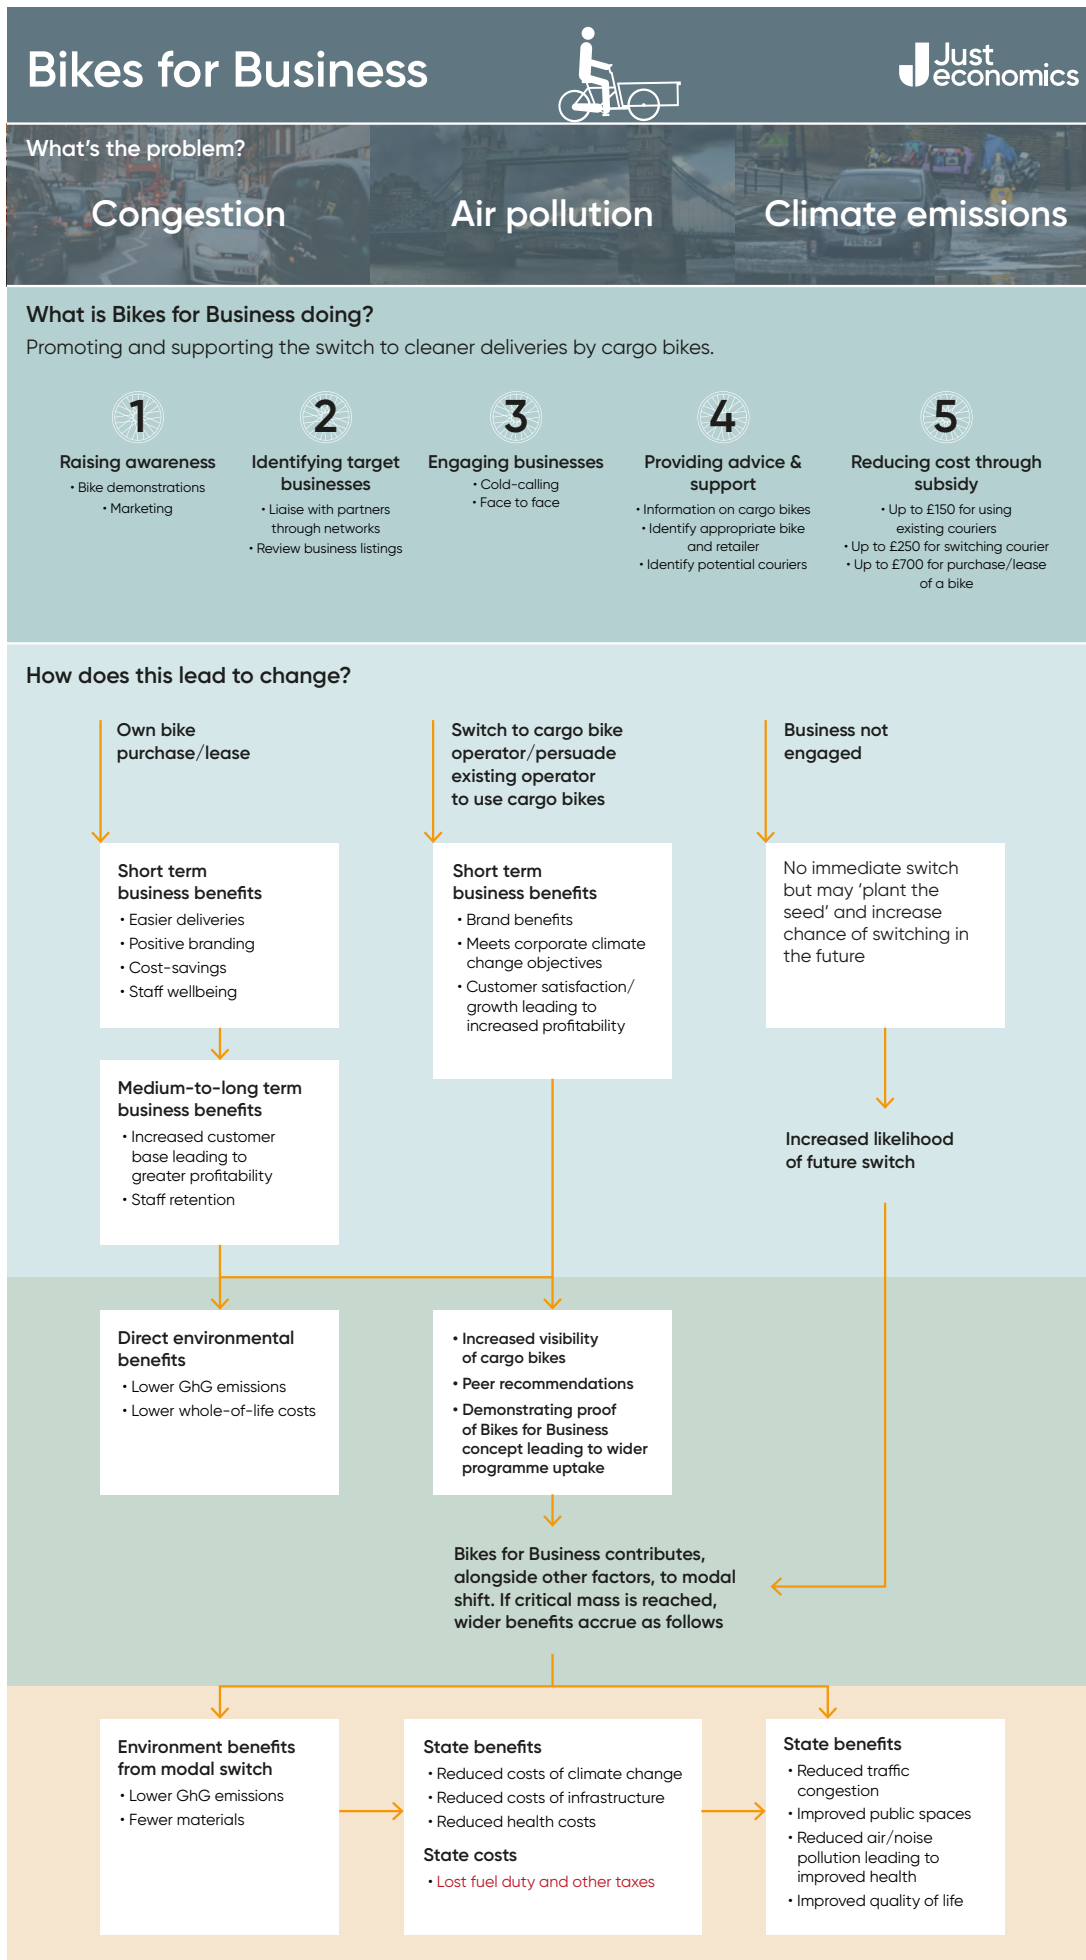 Bikes for Business
Just
economics
What's the problem?
Congestion
Air pollution
Climate emissions
What is Bikes for Business doing?
Promoting and supporting the switch to cleaner deliveries by cargo bikes.
1
Raising awareness
• Bike demonstrations
• Marketing
2
Identifying target
businesses
• Liaise with partners
through networks
• Review business listings
3
Engaging businesses
• Cold-calling
• Face to face
4
Providing advice &
support
• Information on cargo bikes
• Identify appropriate bike
and retailer
• Identify potential couriers
5
Reducing cost through
subsidy
• Up to £150 for using
existing couriers
• Up to £250 for switching courier
• Up to £700 for purchase/lease
of a bike
How does this lead to change?
Own bike
purchase/lease
Switch to cargo bike
operator/persuade
existing operator
to use cargo bikes
Business not
engaged
Short term
business benefits
• Easier deliveries
• Positive branding
• Cost-savings
• Staff wellbeing
Short term
business benefits
• Brand benefits
• Meets corporate climate
change objectives
• Customer satisfaction/
growth leading to
increased profitability
No immediate switch
but may 'plant the
seed' and increase
chance of switching in
the future
Medium-to-long term
business benefits
• Increased customer
base leading to
greater profitability
• Staff retention
Increased likelihood
of future switch
Direct environmental
benefits
• Lower GhG emissions
• Lower whole-of-life costs
• Increased visibility
of cargo bikes
• Peer recommendations
• Demonstrating proof
of Bikes for Business
concept leading to wider
programme uptake
Bikes for Business contributes,
alongside other factors, to modal
shift. If critical mass is reached,
wider benefits accrue as follows
Environment benefits
from modal switch
• Lower GhG emissions
• Fewer materials
State benefits
• Reduced costs of climate change
• Reduced costs of infrastructure
• Reduced health costs
State costs
• Lost fuel duty and other taxes
State benefits
• Reduced traffic
congestion
• Improved public spaces
• Reduced air/noise
pollution leading to
improved health
• Improved quality of life